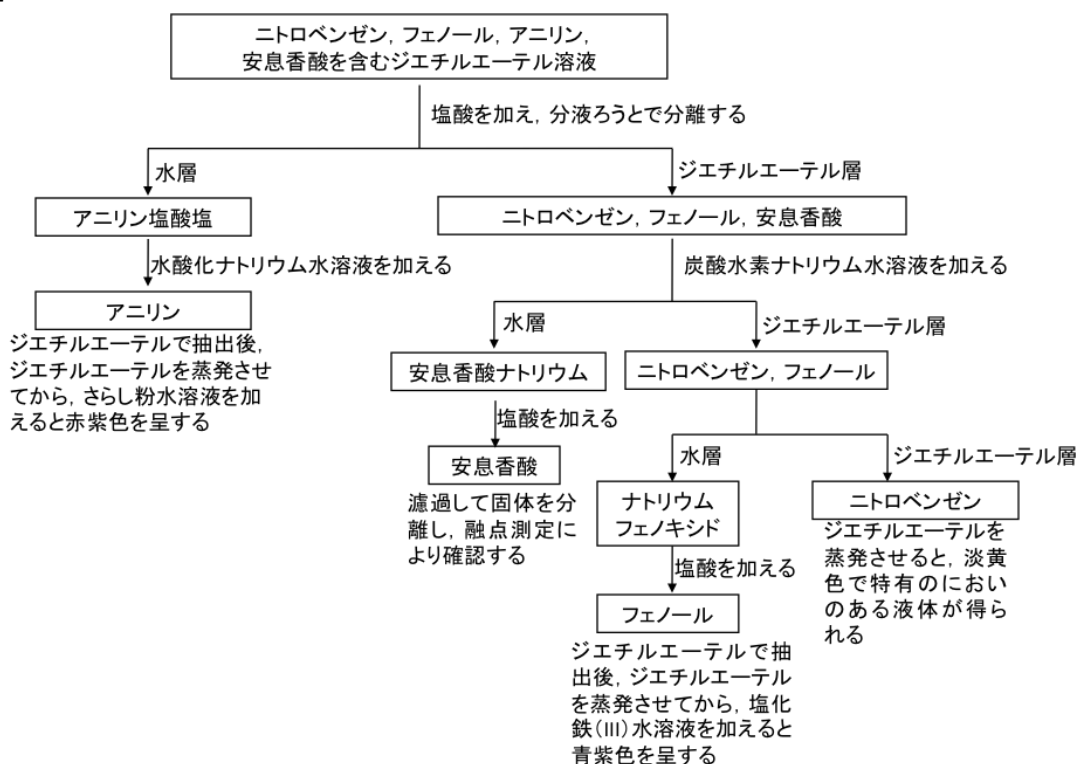 ニトロベンゼン, フェノール, アニリン,
安息香酸を含むジエチルエーテル溶液
塩酸を加え, 分液ろうとで分離する
水層
ジエチルエーテル層
アニリン塩酸塩
ニトロベンゼン, フェノール, 安息香酸
水酸化ナトリウム水溶液を加える
炭酸水素ナトリウム水溶液を加える
アニリン
ジエチルエーテルで抽出後,
ジエチルエーテルを蒸発させ
てから, さらし粉水溶液を加
えると赤紫色を呈する
水層
ジエチルエーテル層
安息香酸ナトリウム
ニトロベンゼン, フェノール
塩酸を加える
安息香酸
濾過して固体を分
離し, 融点測定に
より確認する
水層
ジエチルエーテル層
ナトリウム
フェノキシド
ニトロベンゼン
ジエチルエーテルを
蒸発させると, 淡黄
色で特有のにおい
のある液体が得ら
れる
塩酸を加える
フェノール
ジエチルエーテルで抽
出後, ジエチルエーテル
を蒸発させてから, 塩化
鉄(III)水溶液を加えると
青紫色を呈する